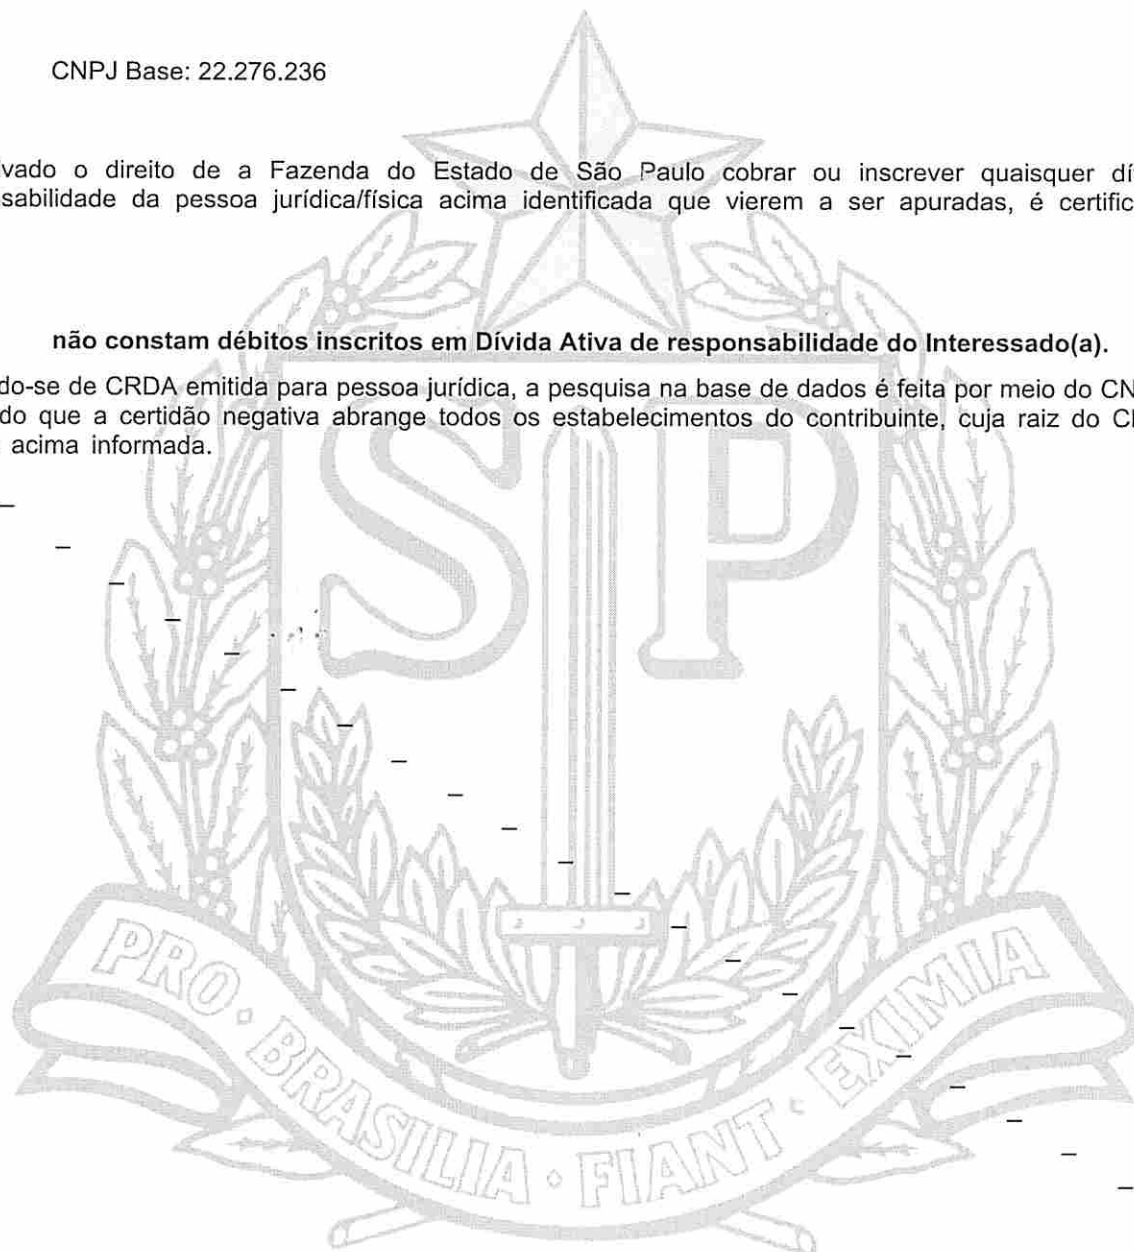 CNPJ Base: 22.276.236
vado o direito de a Fazenda do Estado de São Paulo cobrar ou inscrever quaisquer dí
sabilidade da pessoa jurídica/física acima identificada que vierem a ser apuradas, é certific
não constam débitos inscritos em Dívida Ativa de responsabilidade do Interessado(a).
do-se de CRDA emitida para pessoa jurídica, a pesquisa na base de dados é feita por meio do CN
do que a certidão negativa abrange todos os estabelecimentos do contribuinte, cuja raiz do C
acima informada.
SP
PRO · BRASILIA · FIANT · EXIMIA